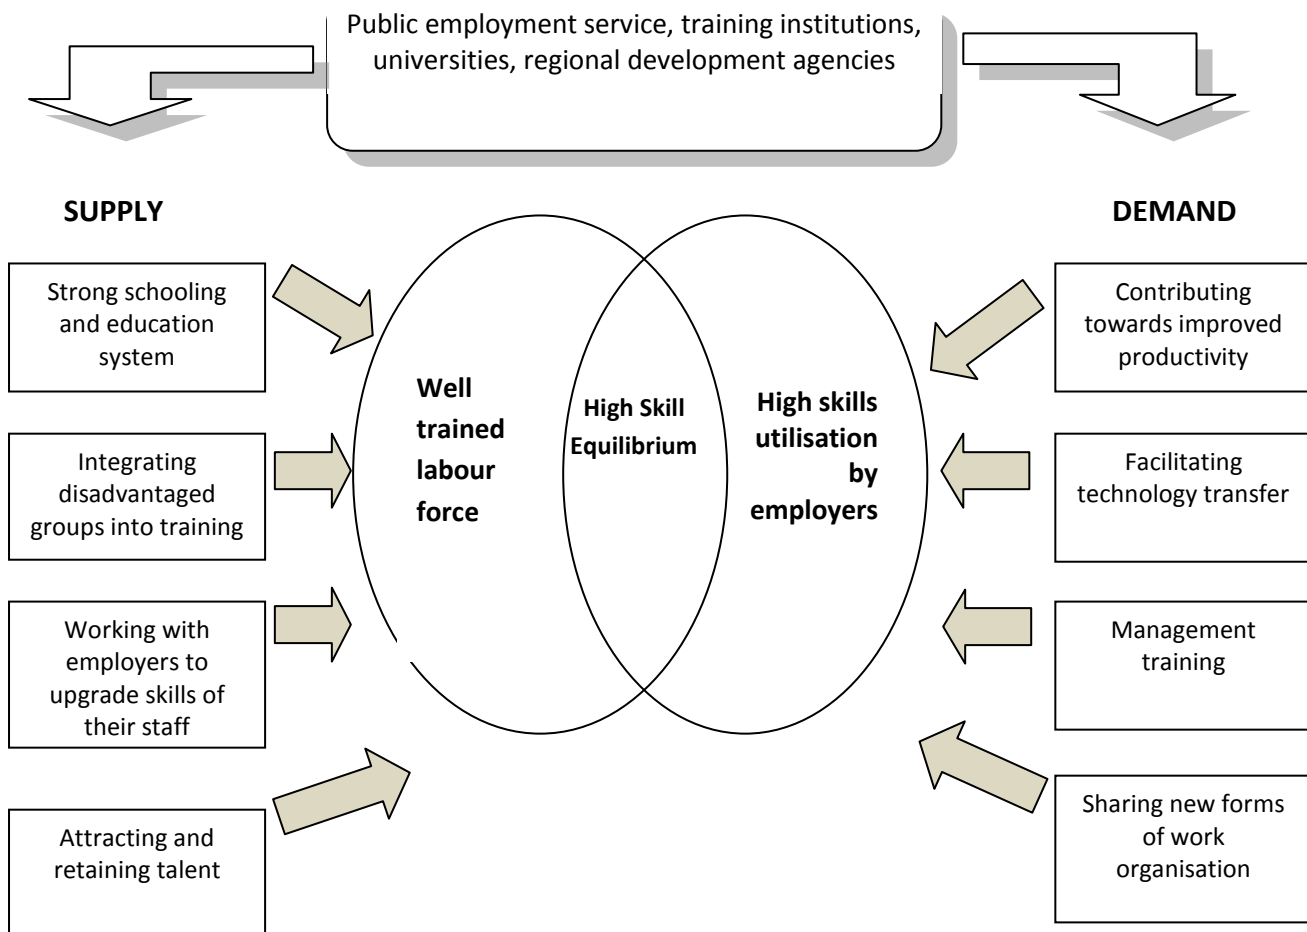 Public employment service, training institutions,
universities, regional development agencies
SUPPLY
DEMAND
Strong schooling
and education
system
Integrating
disadvantaged
groups into training
Working with
employers to
upgrade skills of
their staff
Attracting and
retaining talent
Well
trained
labour
force
High Skill
Equilibrium
High skills
utilisation
by
employers
Contributing
towards improved
productivity
Facilitating
technology transfer
Management
training
Sharing new forms
of work
organisation